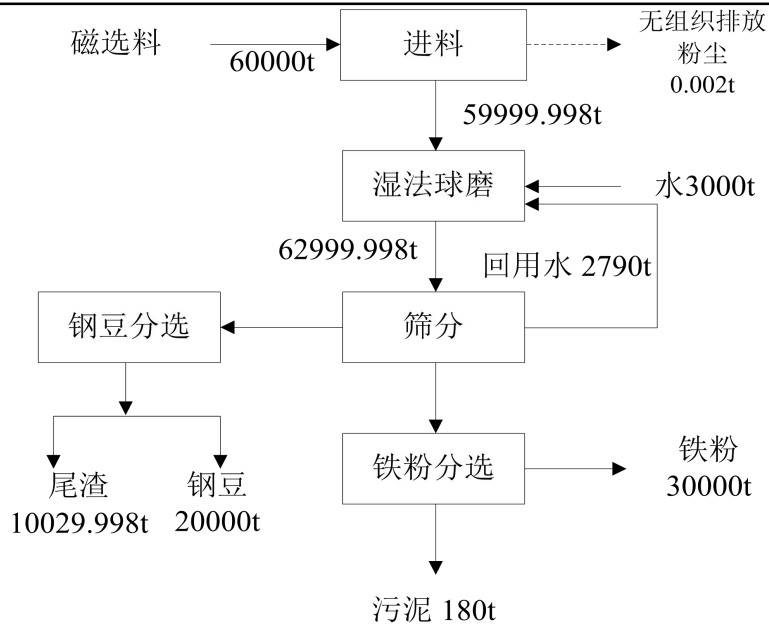 磁选料
60000t
进料
无组织排放
粉尘
0.002t
59999.998t
湿法球磨
水3000t
62999.998t
回用水 2790t
钢豆分选
筛分
铁粉分选
铁粉
30000t
尾渣
10029.998t
钢豆
20000t
污泥 180t